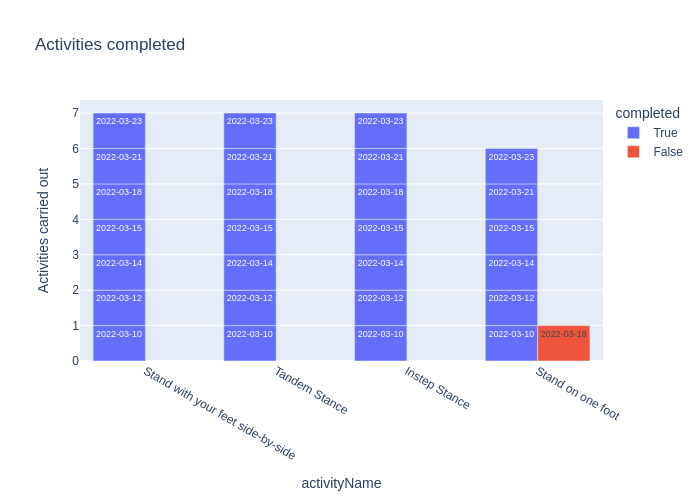 Activities completed
completed
True
False
Activities carried out
7
6
5
4
3
2
1
0
2022-03-23 2022-03-23 2022-03-23
2022-03-21 2022-03-21 2022-03-21 2022-03-23
2022-03-18 2022-03-18 2022-03-18 2022-03-21
2022-03-15 2022-03-15 2022-03-15 2022-03-15
2022-03-14 2022-03-14 2022-03-14 2022-03-14
2022-03-12 2022-03-12 2022-03-12 2022-03-12
2022-03-10 2022-03-10 2022-03-10 2022-03-10 2022-03-18
Stand with your feet side-by-side
Tandem Stance
Instep Stance
Stand on one foot
activityName